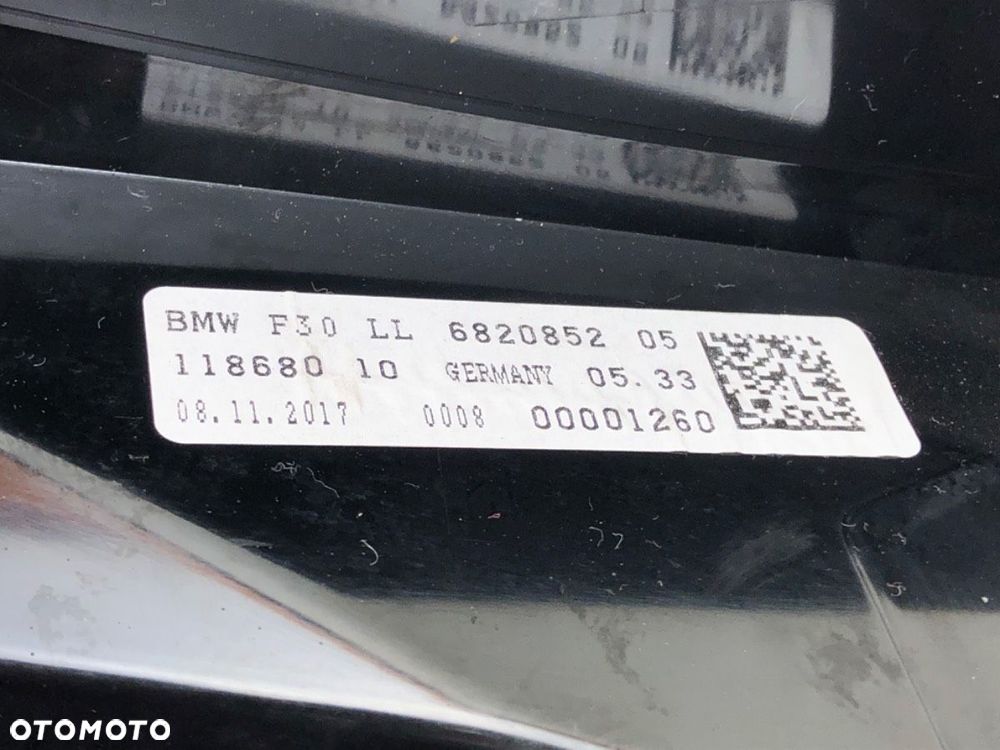 BMW F30 LL 6820852 05
118680 10 GERMANY 05.33
08.11.2017 0008 00001260
OTOMOTO